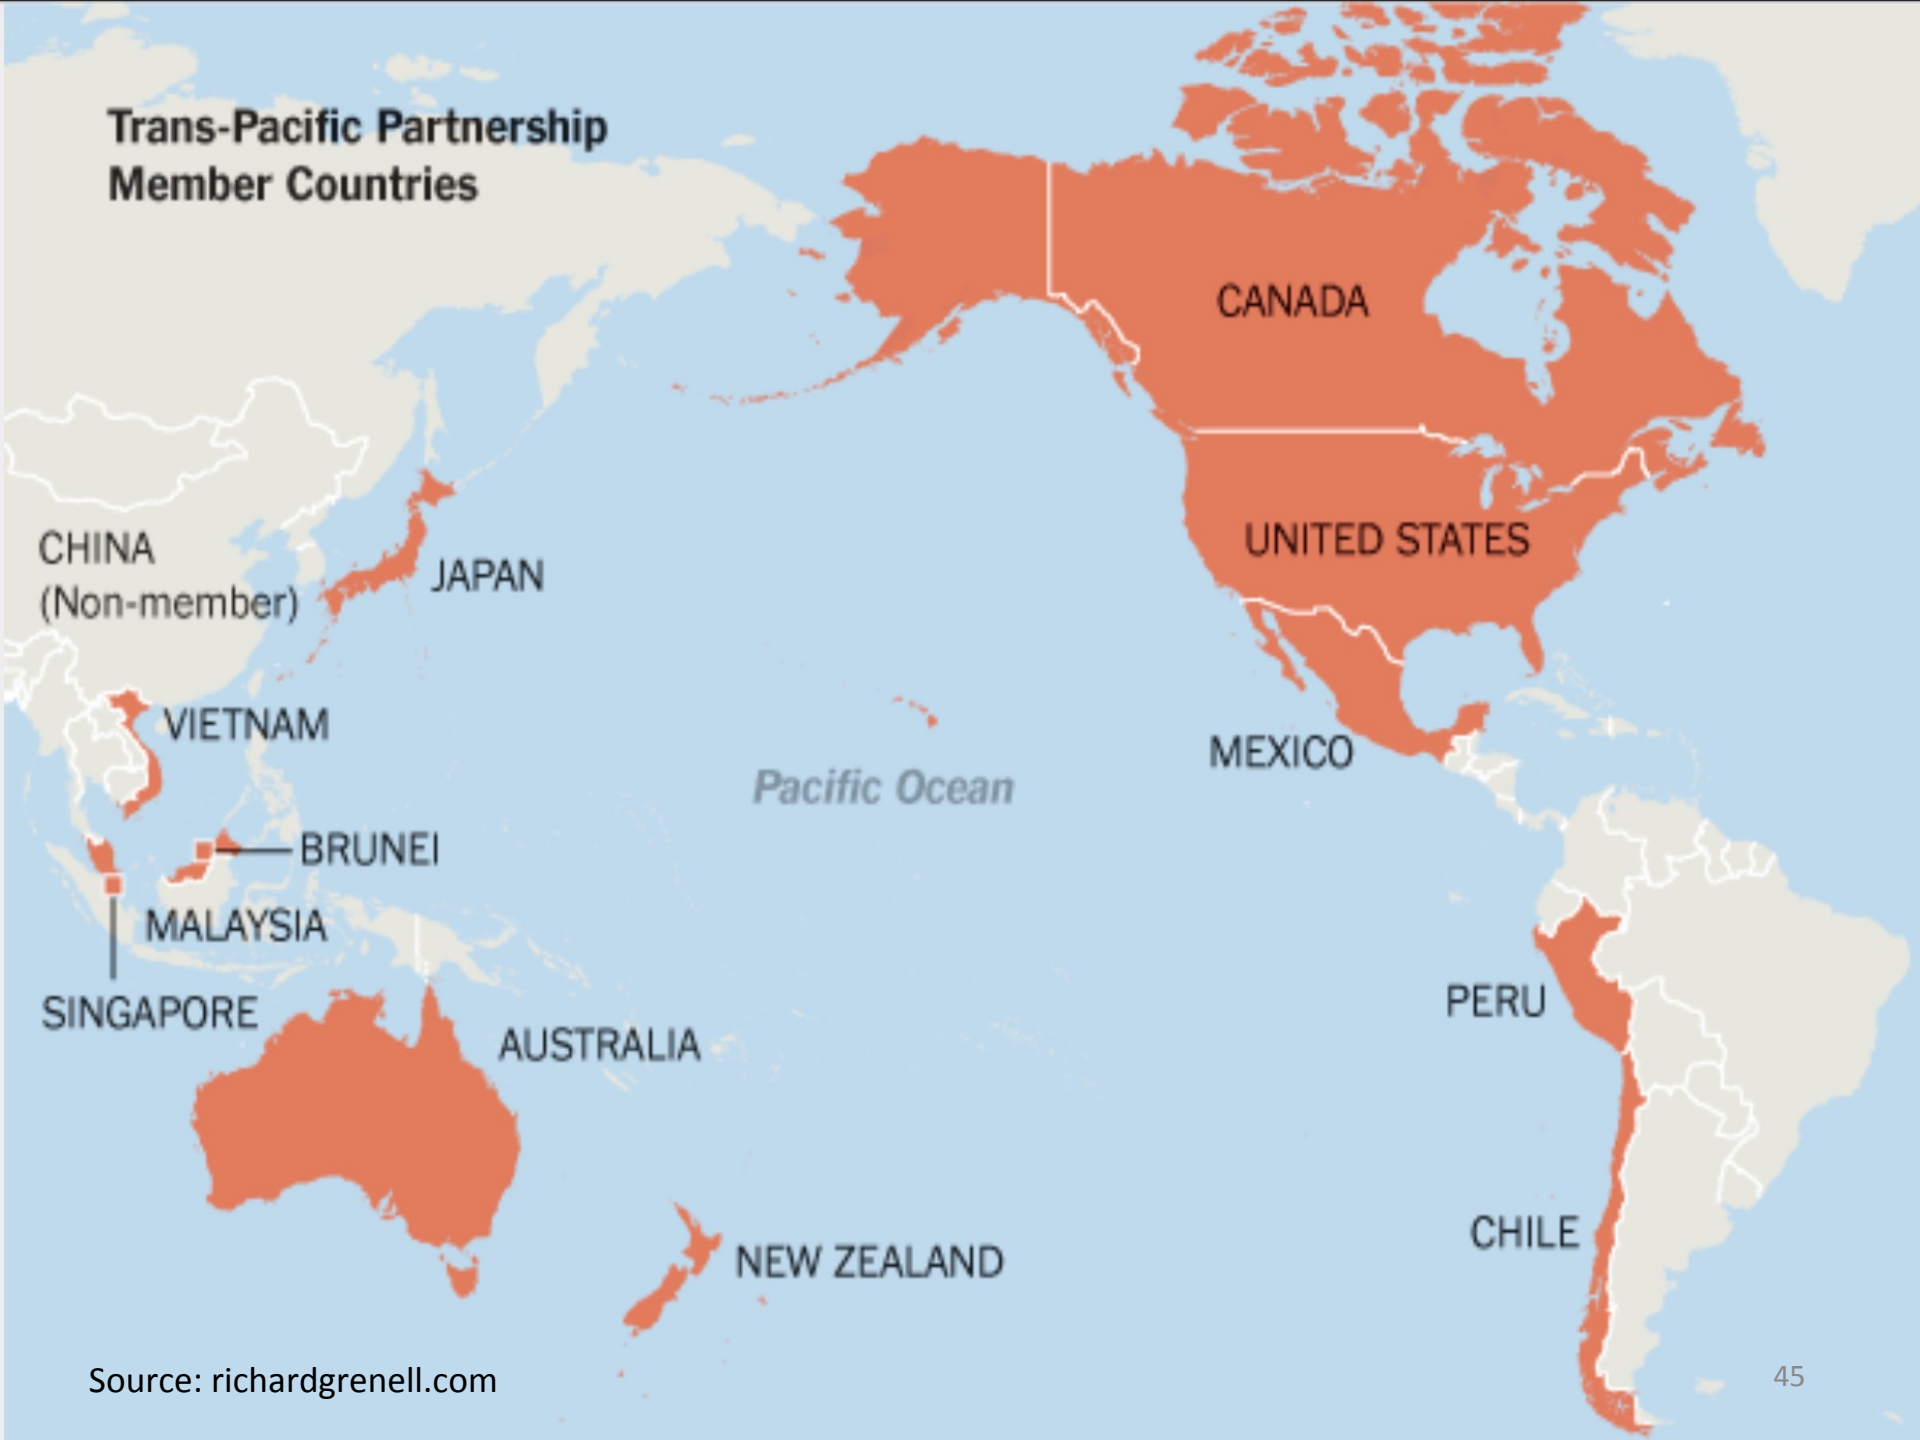 Trans-Pacific Partnership
Member Countries
CANADA
UNITED STATES
CHINA
(Non-member)
JAPAN
VIETNAM
MEXICO
Pacific Ocean
BRUNEI
MALAYSIA
SINGAPORE
PERU
AUSTRALIA
CHILE
NEW ZEALAND
Source: richardgrenell.com
45